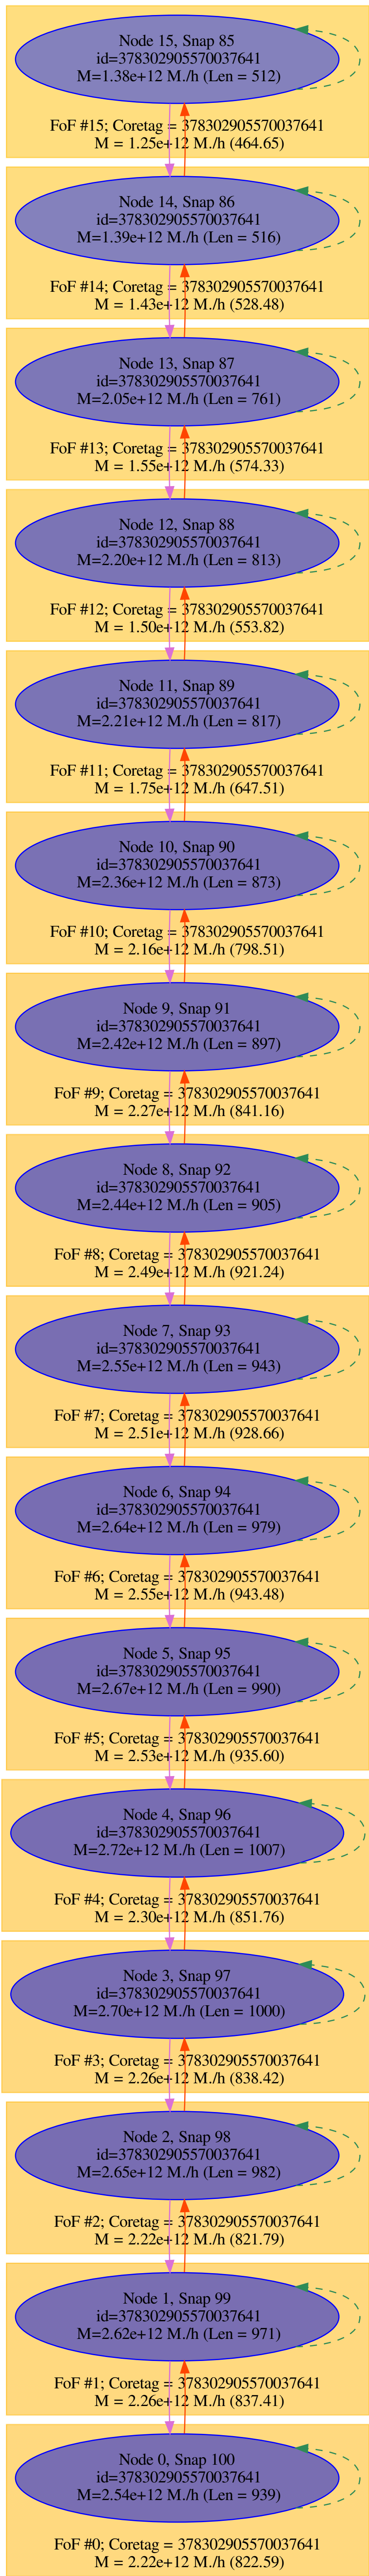 Node 15, Snap 85
id=378302905570037641
M=1.38e+12 M./h (Len = 512)
FoF #15; Coretag = 378302905570037641
M = 1.25e+12 M./h (464.65)
Node 14, Snap 86
id=378302905570037641
M=1.39e+12 M./h (Len = 516)
FoF #14; Coretag = 378302905570037641
M = 1.43e+12 M./h (528.48)
Node 13, Snap 87
id=378302905570037641
M=2.05e+12 M./h (Len = 761)
FoF #13; Coretag = 378302905570037641
M = 1.55e+12 M./h (574.33)
Node 12, Snap 88
id=378302905570037641
M=2.20e+12 M./h (Len = 813)
FoF #12; Coretag = 378302905570037641
M = 1.50e+12 M./h (553.82)
Node 11, Snap 89
id=378302905570037641
M=2.21e+12 M./h (Len = 817)
FoF #11; Coretag = 378302905570037641
M = 1.75e+12 M./h (647.51)
Node 10, Snap 90
id=378302905570037641
M=2.36e+12 M./h (Len = 873)
FoF #10; Coretag = 378302905570037641
M = 2.16e+12 M./h (798.51)
Node 9, Snap 91
id=378302905570037641
M=2.42e+12 M./h (Len = 897)
FoF #9; Coretag = 378302905570037641
M = 2.27e+12 M./h (841.16)
Node 8, Snap 92
id=378302905570037641
M=2.44e+12 M./h (Len = 905)
FoF #8; Coretag = 378302905570037641
M = 2.49e+12 M./h (921.24)
Node 7, Snap 93
id=378302905570037641
M=2.55e+12 M./h (Len = 943)
FoF #7; Coretag = 378302905570037641
M = 2.51e+12 M./h (928.66)
Node 6, Snap 94
id=378302905570037641
M=2.64e+12 M./h (Len = 979)
FoF #6; Coretag = 378302905570037641
M = 2.55e+12 M./h (943.48)
Node 5, Snap 95
id=378302905570037641
M=2.67e+12 M./h (Len = 990)
FoF #5; Coretag = 378302905570037641
M = 2.53e+12 M./h (935.60)
Node 4, Snap 96
id=378302905570037641
M=2.72e+12 M./h (Len = 1007)
FoF #4; Coretag = 378302905570037641
M = 2.30e+12 M./h (851.76)
Node 3, Snap 97
id=378302905570037641
M=2.70e+12 M./h (Len = 1000)
FoF #3; Coretag = 378302905570037641
M = 2.26e+12 M./h (838.42)
Node 2, Snap 98
id=378302905570037641
M=2.65e+12 M./h (Len = 982)
FoF #2; Coretag = 378302905570037641
M = 2.22e+12 M./h (821.79)
Node 1, Snap 99
id=378302905570037641
M=2.62e+12 M./h (Len = 971)
FoF #1; Coretag = 378302905570037641
M = 2.26e+12 M./h (837.41)
Node 0, Snap 100
id=378302905570037641
M=2.54e+12 M./h (Len = 939)
FoF #0; Coretag = 378302905570037641
M = 2.22e+12 M./h (822.59)